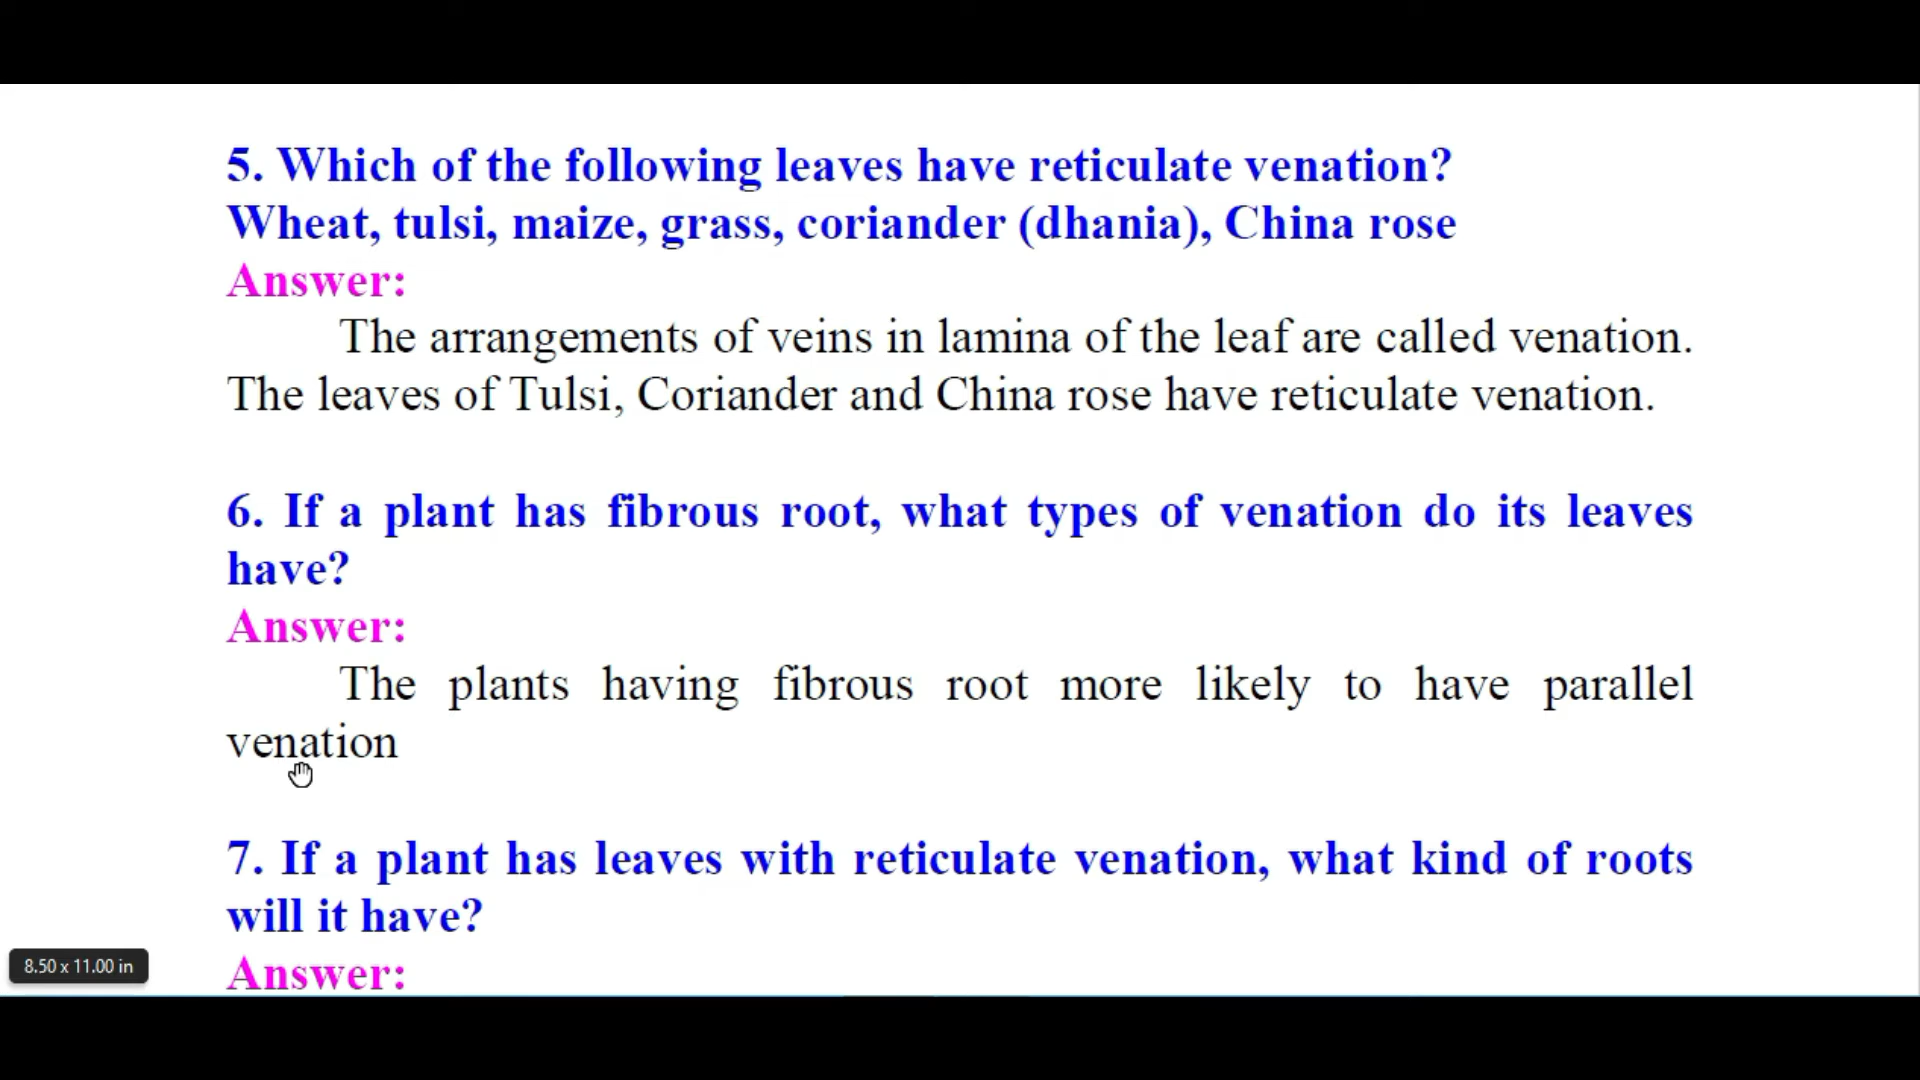 5. Which of the following leaves have reticulate venation?
Wheat, tulsi, maize, grass, coriander (dhania), China rose
Answer:
The arrangements of veins in lamina of the leaf are called venation.
The leaves of Tulsi, Coriander and China rose have reticulate venation.
6. If a plant has fibrous root, what types of venation do its leaves
have?
Answer:
The plants having fibrous root more likely to have parallel
venation
7. If a plant has leaves with reticulate venation, what kind of roots
will it have?
8.50 x 11.00 in
Answer: